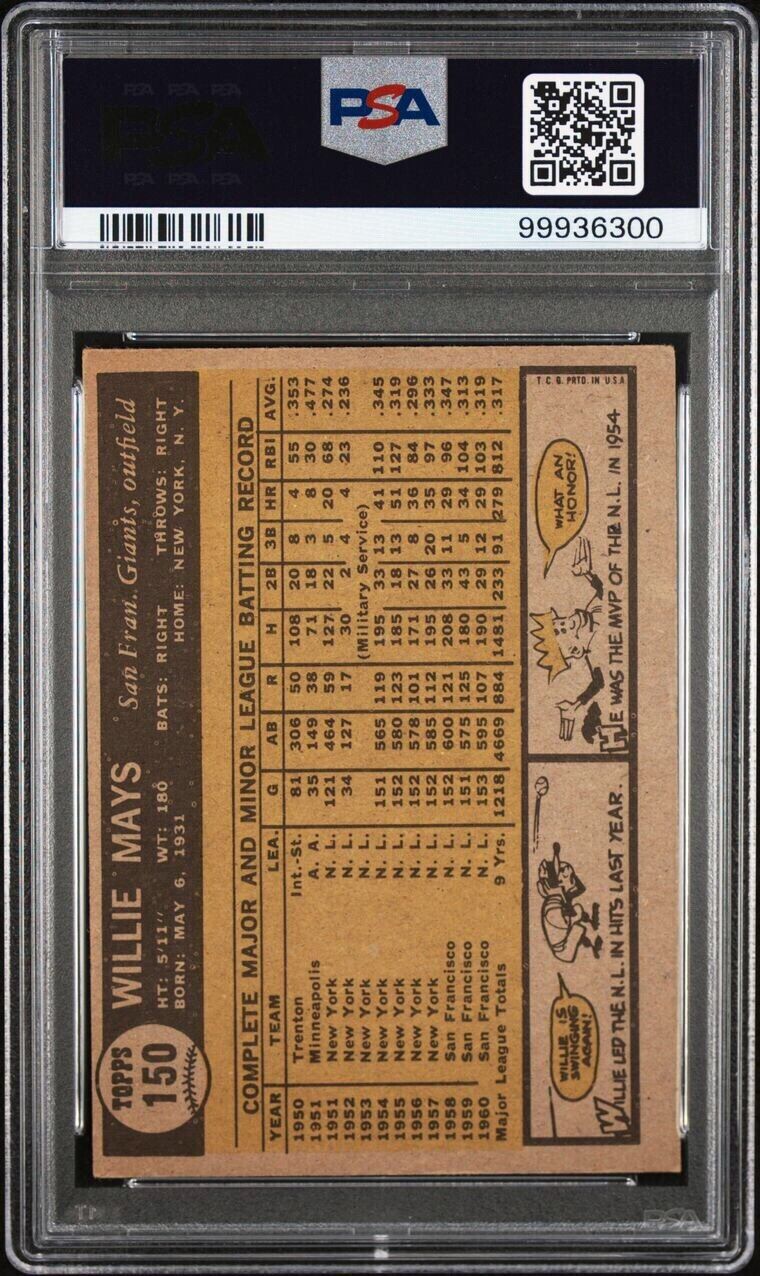 PSA PSA PSA
PSA
PSA PSA PSA
PSA
99936300
TOPPS
150
WILLIE MAYS San Fran. Giants, outfield
HT: 5'11" WT: 180 BATS: RIGHT THROWS: RIGHT
BORN: MAY 6, 1931 HOME: NEW YORK, N. Y.
COMPLETE MAJOR AND MINOR LEAGUE BATTING RECORD
YEAR TEAM LEA. G AB R H 2B 3B HR RBI AVG.
1950 Trenton Int.-St. 81 306 50 108 20 8 4 55 .353
1951 Minneapolis A. A. 35 149 38 71 18 3 8 30 .477
1951 New York N. L. 121 464 59 127 22 5 20 68 .274
1952 New York N. L. 34 127 17 30 2 4 4 23 .236
1953 New York N. L. (Military Service)
1954 New York N. L. 151 565 119 195 33 13 41 110 .345
1955 New York N. L. 152 580 123 185 18 13 51 127 .319
1956 New York N. L. 152 578 101 171 27 8 36 84 .296
1957 New York N. L. 152 585 112 195 26 20 35 97 .333
1958 San Francisco N. L. 152 600 121 208 33 11 29 96 .347
1959 San Francisco N. L. 151 575 125 180 43 5 34 104 .313
1960 San Francisco N. L. 153 595 107 190 29 12 29 103 .319
Major League Totals 9 Yrs. 1218 4669 884 1481 233 91 279 812 .317
WILLIE IS
SWINGING
AGAIN!
WILLIE LED THE N.L. IN HITS LAST YEAR.
WHAT AN
HONOR!
HE WAS THE MVP OF THE N.L. IN 1954
T. C. G. PRTD. IN U.S.A.
PSA